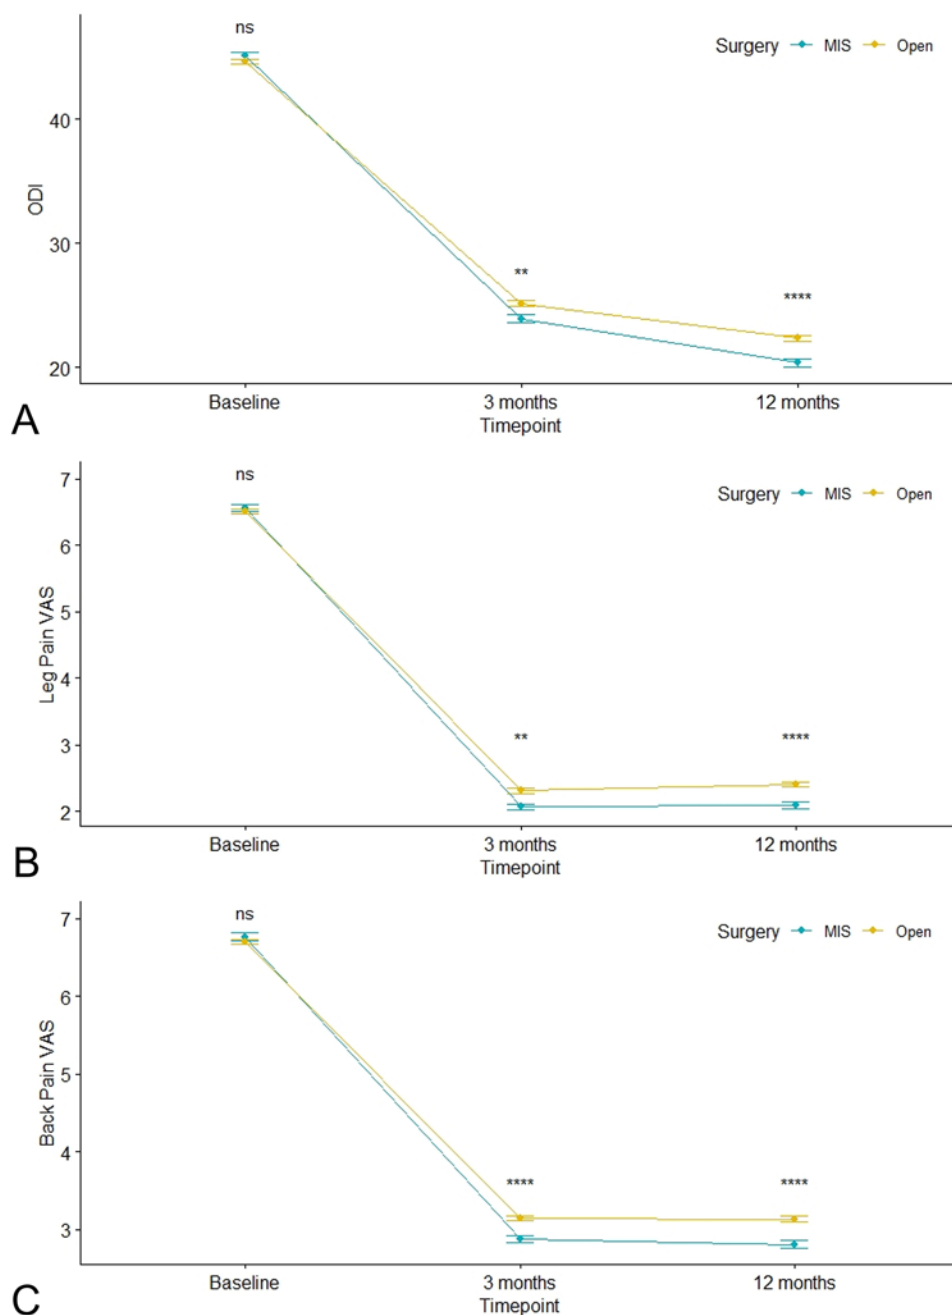 ns
Surgery MIS Open
40
ODI
30
**
****
20
Baseline 3 months 12 months
Timepoint
A
ns
7
Surgery MIS Open
6
5
Leg Pain VAS
4
3
** ****
2
Baseline 3 months 12 months
Timepoint
B
ns
7
Surgery MIS Open
6
Back Pain VAS
5
4
**** ****
3
Baseline 3 months 12 months
Timepoint
C